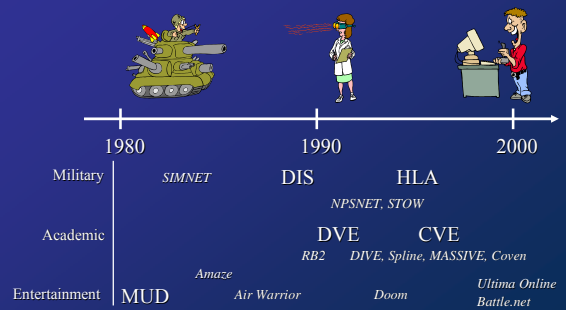 1980 1990 2000
Military SIMNET DIS HLA
NPSNET, STOW
Academic DVE CVE
RB2 DIVE, Spline, MASSIVE, Coven
Amaze
Entertainment MUD Air Warrior Doom Ultima Online
Battle.net